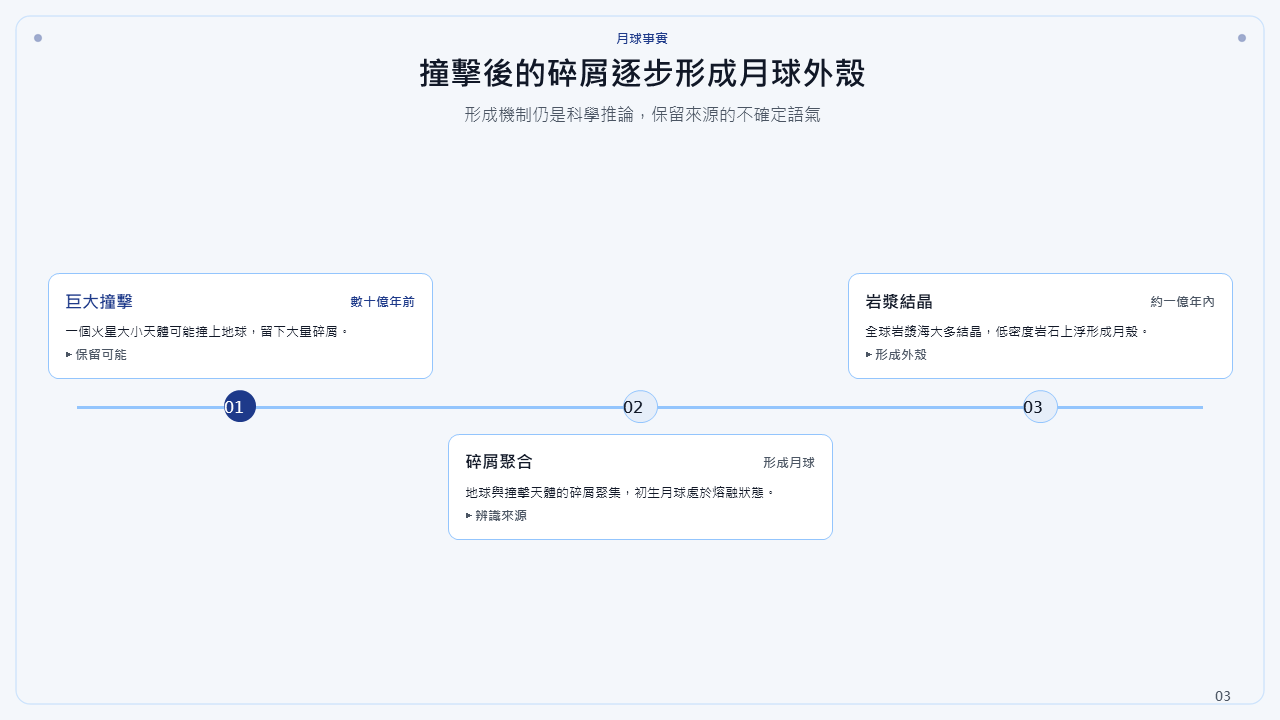 月球事實
撞擊後的碎屑逐步形成月球外殼
形成機制仍是科學推論，保留來源的不確定語氣
巨大撞擊
數十億年前
一個火星大小天體可能撞上地球，留下大量碎屑。
▸ 保留可能
01
碎屑聚合
形成月球
地球與撞擊天體的碎屑聚集，初生月球處於熔融狀態。
▸ 辨識來源
02
岩漿結晶
約一億年內
全球岩漿海大多結晶，低密度岩石上浮形成月殼。
▸ 形成外殼
03
03